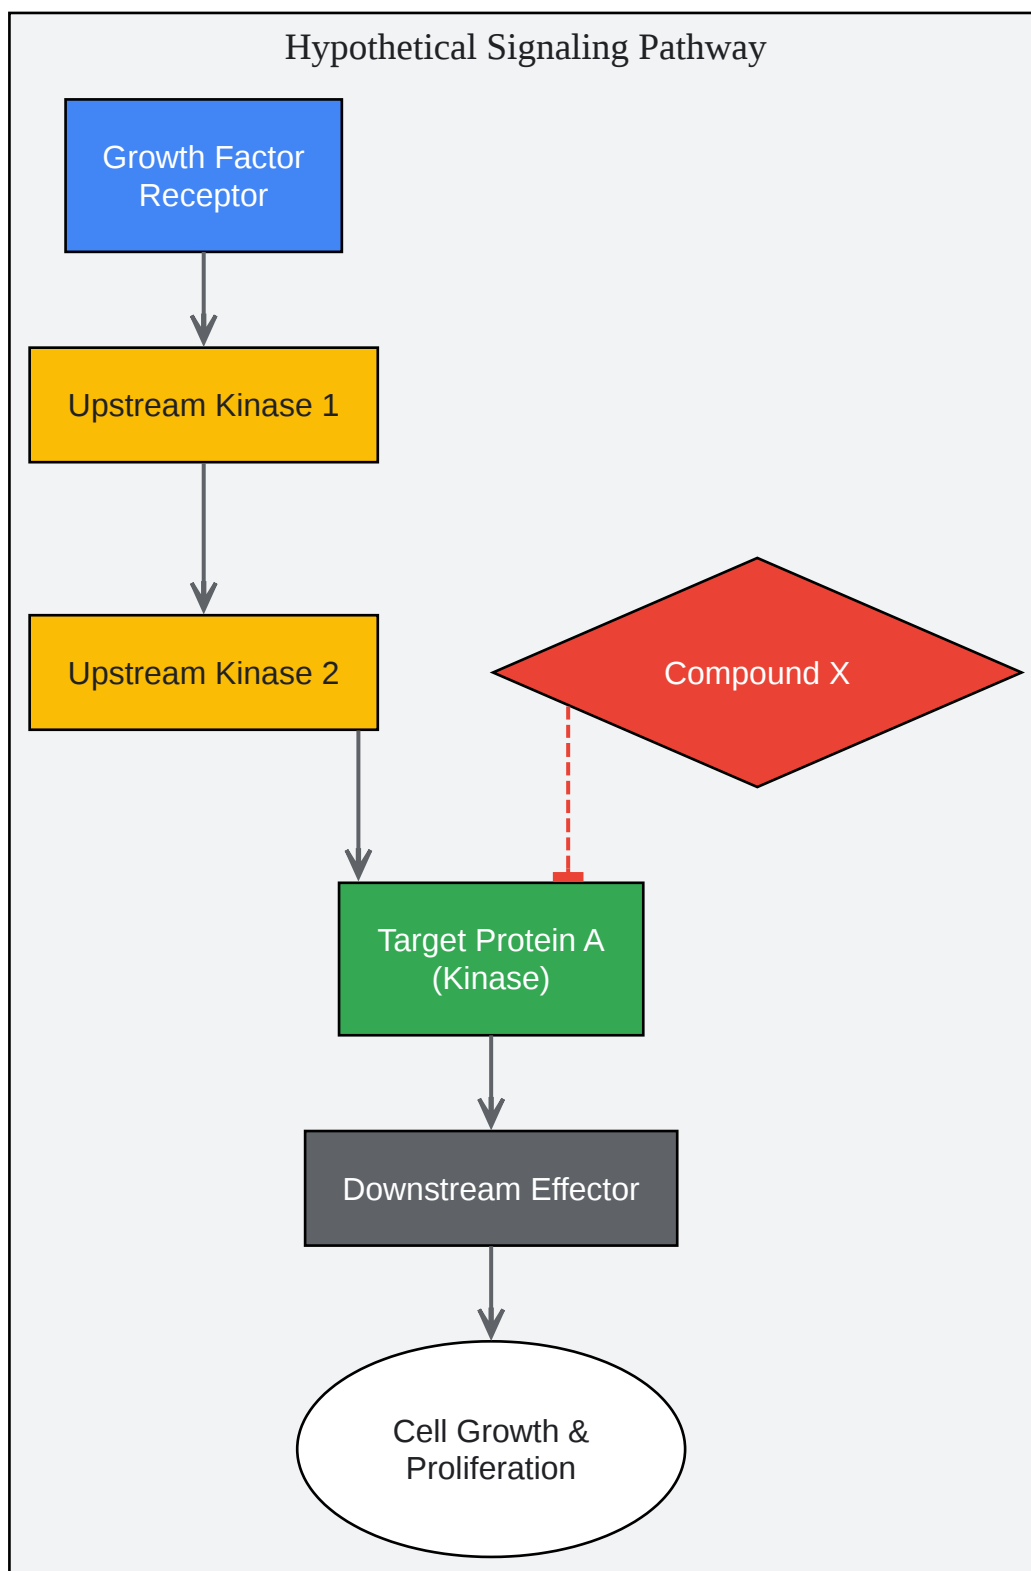 Hypothetical Signaling Pathway
Growth Factor
Receptor
Upstream Kinase 1
Upstream Kinase 2
Compound X
Target Protein A
(Kinase)
Downstream Effector
Cell Growth &
Proliferation